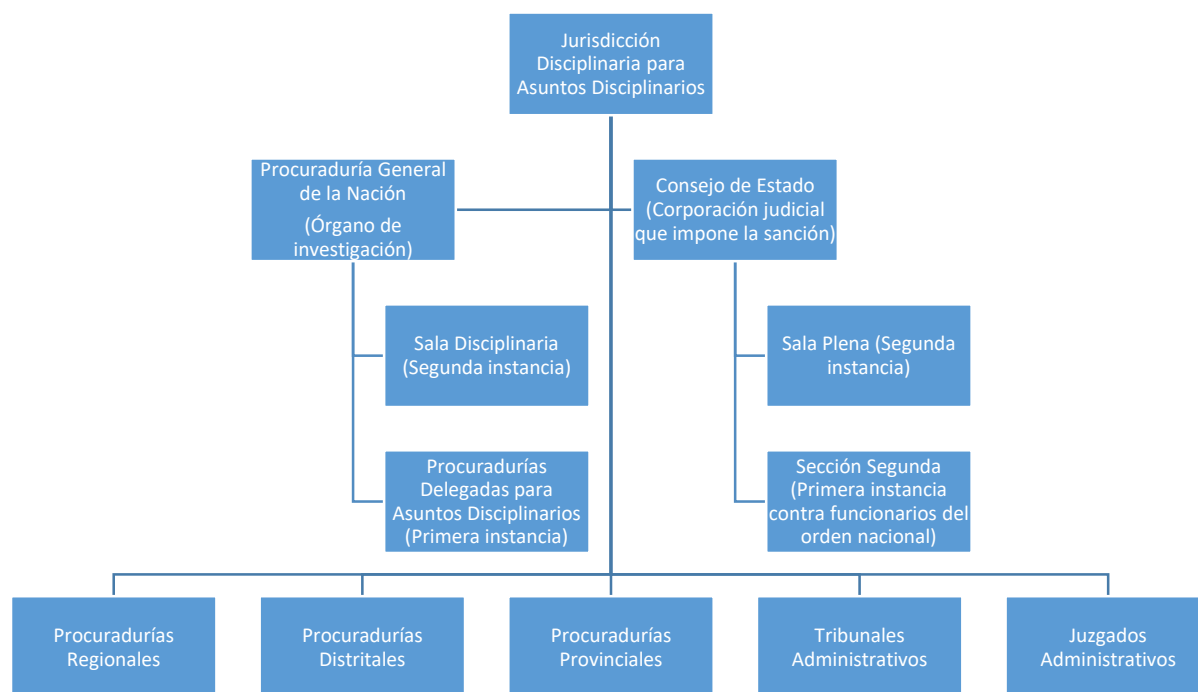 Jurisdicción
Disciplinaria para
Asuntos Disciplinarios
Procuraduría General
de la Nación
(Órgano de
investigación)
Consejo de Estado
(Corporación judicial
que impone la sanción)
Sala Disciplinaria
(Segunda instancia)
Sala Plena (Segunda
instancia)
Procuradurías
Delegadas para
Asuntos Disciplinarios
(Primera instancia)
Sección Segunda
(Primera instancia
contra funcionarios del
orden nacional)
Procuradurías
Regionales
Procuradurías
Distritales
Procuradurías
Provinciales
Tribunales
Administrativos
Juzgados
Administrativos